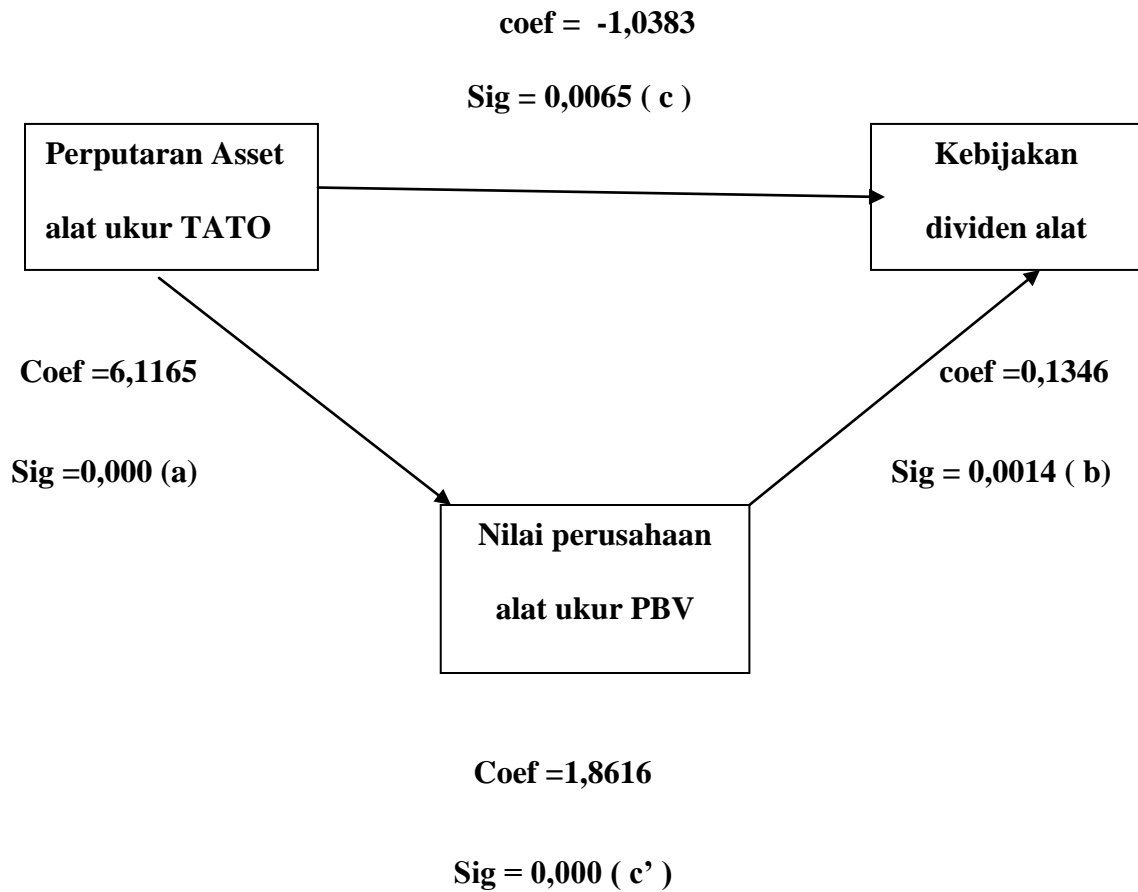 coef = -1,0383
Sig = 0,0065 ( c )
Perputaran Asset
alat ukur TATO
Kebijakan
dividen alat
Coef =6,1165
Sig =0,000 (a)
coef =0,1346
Sig = 0,0014 ( b)
Nilai perusahaan
alat ukur PBV
Coef =1,8616
Sig = 0,000 ( c’ )